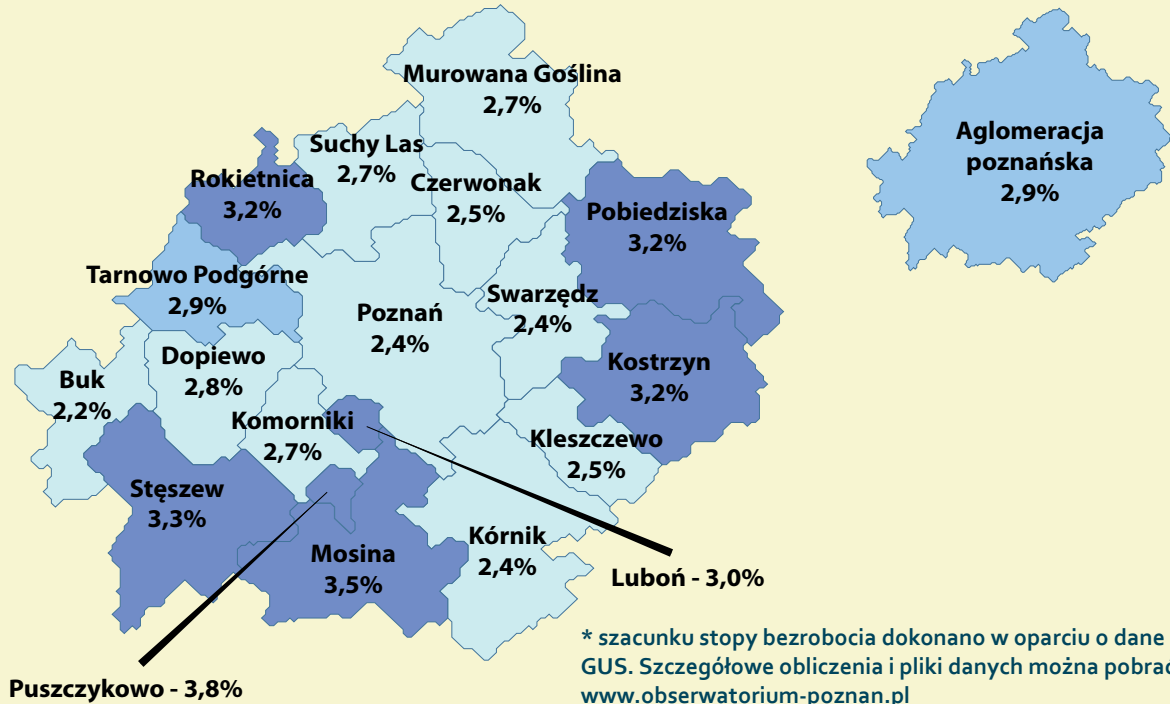 Murowana Goślina
2,7%
Suchy Las
2,7%
Czerwonak
2,5%
Rokietnica
3,2%
Pobiedziska
3,2%
Tarnowo Podgórne
2,9%
Swarzędz
2,4%
Poznań
2,4%
Dopiewo
2,8%
Buk
2,2%
Kostrzyn
3,2%
Komorniki
2,7%
Kleszczewo
2,5%
Stęszew
3,3%
Mosina
3,5%
Kórnik
2,4%
Luboń - 3,0%
Puszczykowo - 3,8%
Aglomeracja
poznańska
2,9%
* szacunku stopy bezrobocia dokonano w oparciu o dane
GUS. Szczegółowe obliczenia i pliki danych można pobrać
www.obserwatorium-poznan.pl